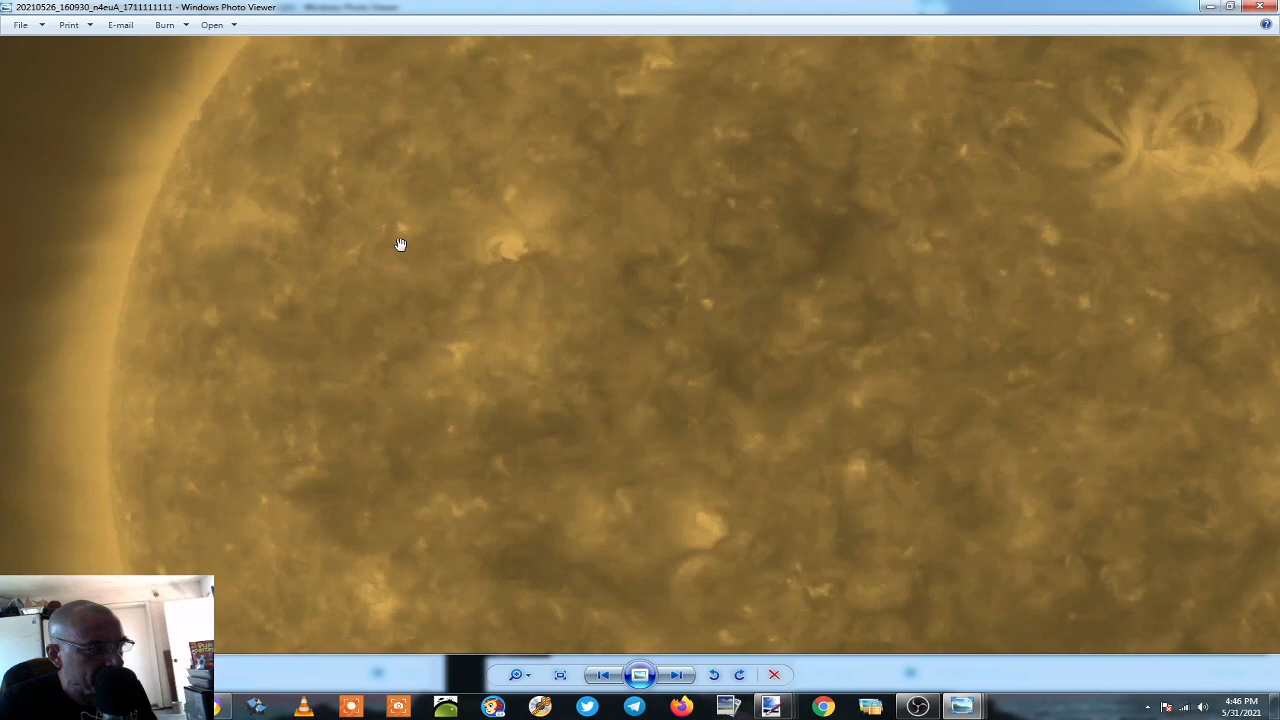 20210526_160930_n4euA_1711111111 - Windows Photo Viewer
File Print E-mail Burn Open
4:46 PM
5/31/2021